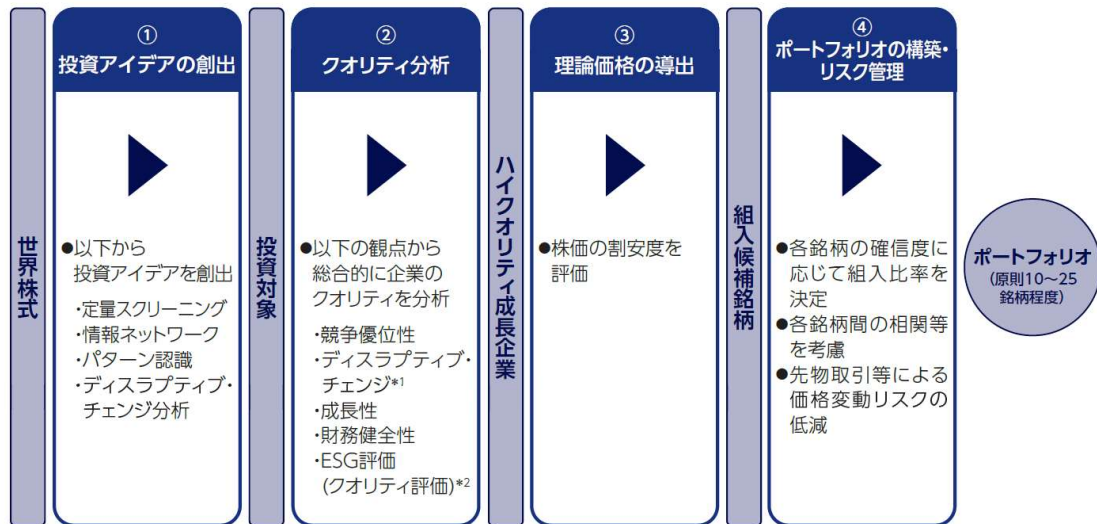 世界株式
①
投資アイデアの創出
●以下から
投資アイデアを創出
・定量スクリーニング
・情報ネットワーク
・パターン認識
・ディスラプティブ・
チェンジ分析
投資対象
②
クオリティ分析
●以下の観点から
総合的に企業の
クオリティを分析
・競争優位性
・ディスラプティブ・
チェンジ*1
・成長性
・財務健全性
・ESG評価
(クオリティ評価)*2
ハイクオリティ成長企業
③
理論価格の導出
●株価の割安度を
評価
組入候補銘柄
④
ポートフォリオの構築・
リスク管理
●各銘柄の確信度に
応じて組入比率を
決定
●各銘柄間の相関等
を考慮
●先物取引等による
価格変動リスクの
低減
ポートフォリオ
(原則10～25
銘柄程度)